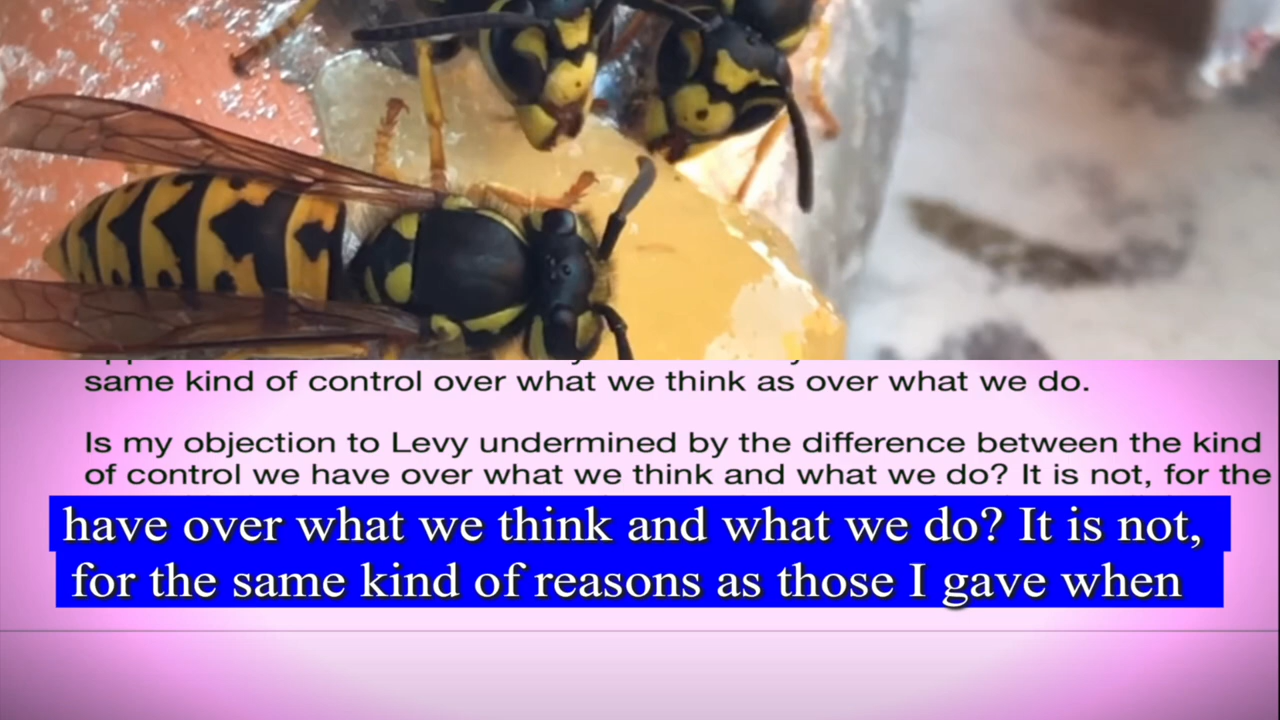 same kind of control over what we think as over what we do.
Is my objection to Levy undermined by the difference between the kind
of control we have over what we think and what we do? It is not, for the
have over what we think and what we do? It is not,
for the same kind of reasons as those I gave when